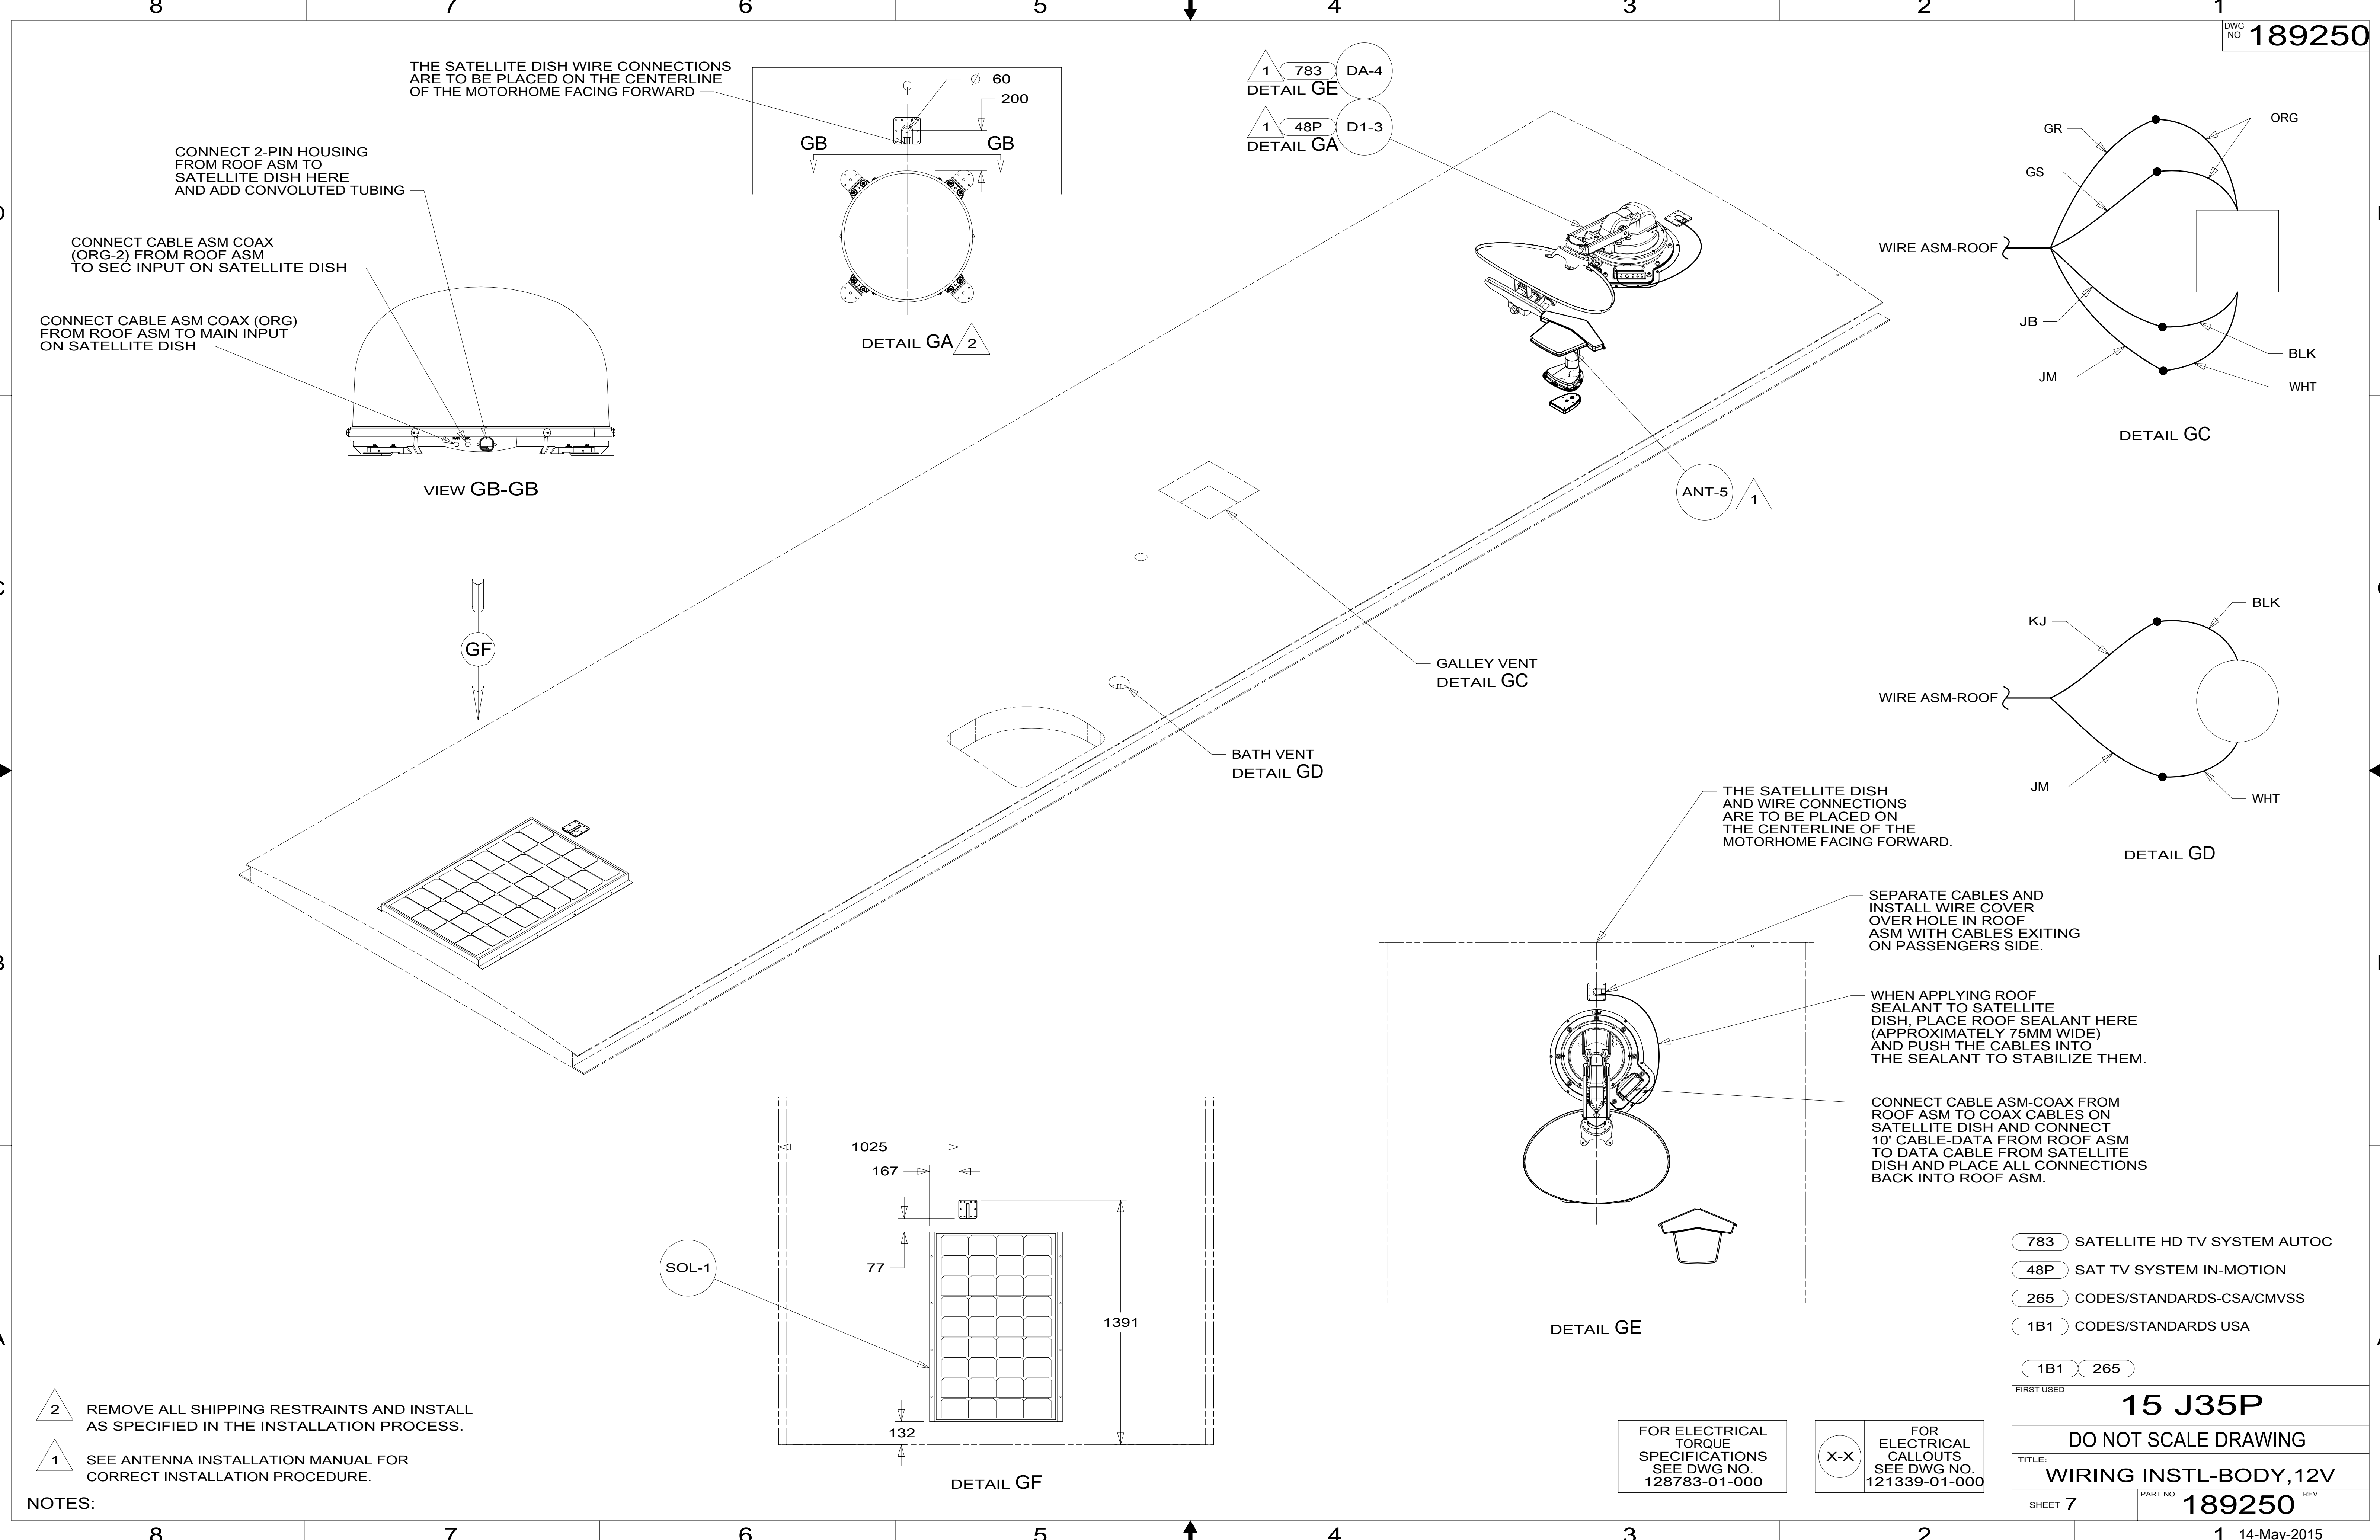 8 7 6 5 4 3 2 1
DWG NO 189250
THE SATELLITE DISH WIRE CONNECTIONS
ARE TO BE PLACED ON THE CENTERLINE
OF THE MOTORHOME FACING FORWARD
CL
Ø 60
200
GB GB
DETAIL GA 2
CONNECT 2-PIN HOUSING
FROM ROOF ASM TO
SATELLITE DISH HERE
AND ADD CONVOLUTED TUBING
CONNECT CABLE ASM COAX
(ORG-2) FROM ROOF ASM
TO SEC INPUT ON SATELLITE DISH
CONNECT CABLE ASM COAX (ORG)
FROM ROOF ASM TO MAIN INPUT
ON SATELLITE DISH
VIEW GB-GB
1 783 DA-4
DETAIL GE
1 48P D1-3
DETAIL GA
ANT-5 1
GR
ORG
GS
WIRE ASM-ROOF
JB
BLK
JM
WHT
DETAIL GC
GF
GALLEY VENT
DETAIL GC
BATH VENT
DETAIL GD
BLK
KJ
WIRE ASM-ROOF
JM
WHT
DETAIL GD
THE SATELLITE DISH
AND WIRE CONNECTIONS
ARE TO BE PLACED ON
THE CENTERLINE OF THE
MOTORHOME FACING FORWARD.
SEPARATE CABLES AND
INSTALL WIRE COVER
OVER HOLE IN ROOF
ASM WITH CABLES EXITING
ON PASSENGERS SIDE.
WHEN APPLYING ROOF
SEALANT TO SATELLITE
DISH, PLACE ROOF SEALANT HERE
(APPROXIMATELY 75MM WIDE)
AND PUSH THE CABLES INTO
THE SEALANT TO STABILIZE THEM.
CONNECT CABLE ASM-COAX FROM
ROOF ASM TO COAX CABLES ON
SATELLITE DISH AND CONNECT
10' CABLE-DATA FROM ROOF ASM
TO DATA CABLE FROM SATELLITE
DISH AND PLACE ALL CONNECTIONS
BACK INTO ROOF ASM.
DETAIL GE
1025
167
77
SOL-1
1391
132
DETAIL GF
783 SATELLITE HD TV SYSTEM AUTOC
48P SAT TV SYSTEM IN-MOTION
265 CODES/STANDARDS-CSA/CMVSS
1B1 CODES/STANDARDS USA
1B1 265
2 REMOVE ALL SHIPPING RESTRAINTS AND INSTALL
AS SPECIFIED IN THE INSTALLATION PROCESS.
1 SEE ANTENNA INSTALLATION MANUAL FOR
CORRECT INSTALLATION PROCEDURE.
NOTES:
FOR ELECTRICAL
TORQUE
SPECIFICATIONS
SEE DWG NO.
128783-01-000
X-X
FOR
ELECTRICAL
CALLOUTS
SEE DWG NO.
121339-01-000
FIRST USED
15 J35P
DO NOT SCALE DRAWING
TITLE:
WIRING INSTL-BODY,12V
SHEET 7
PART NO 189250 REV
8 7 6 5 4 3 2 1
14-May-2015